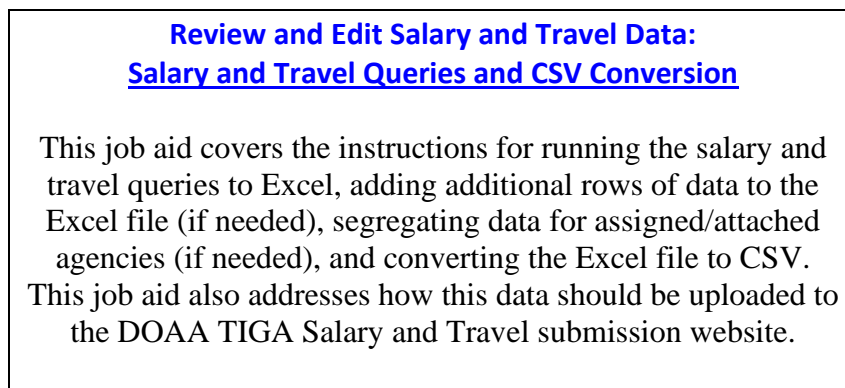 Review and Edit Salary and Travel Data:
Salary and Travel Queries and CSV Conversion
This job aid covers the instructions for running the salary and
travel queries to Excel, adding additional rows of data to the
Excel file (if needed), segregating data for assigned/attached
agencies (if needed), and converting the Excel file to CSV.
This job aid also addresses how this data should be uploaded to
the DOAA TIGA Salary and Travel submission website.